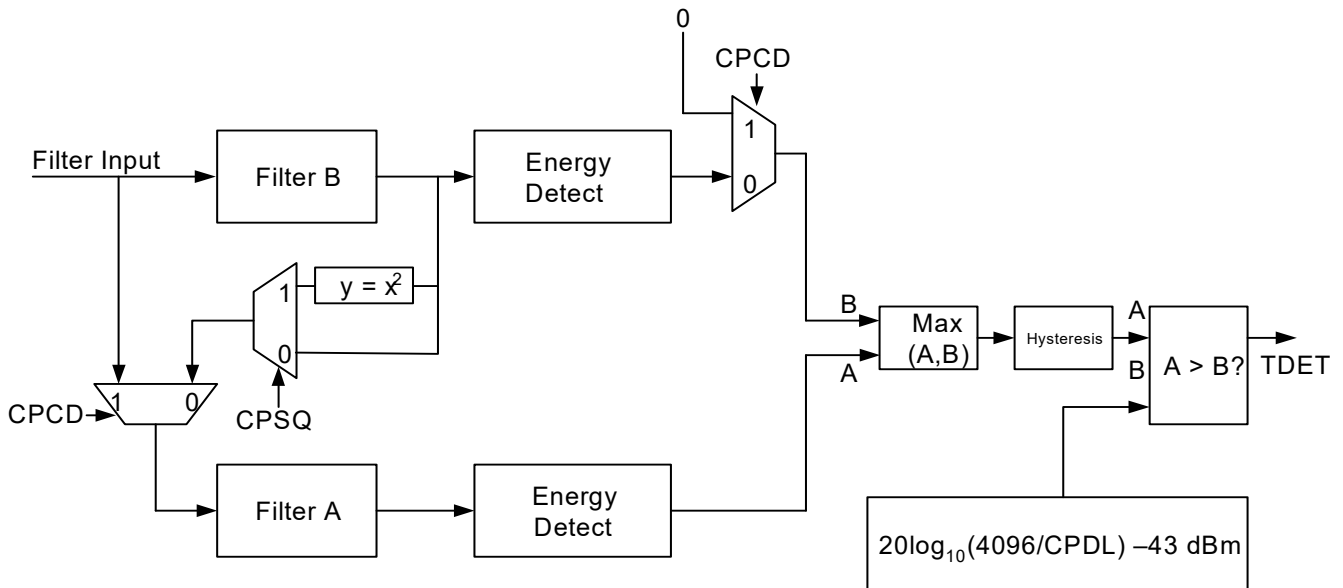 0
CPCD
1
0
Filter Input
Filter B
Energy
Detect
y = x²
1
0
CPSQ
CPCD
1 0
Filter A
Energy
Detect
B
A
Max
(A,B)
Hysteresis
A
B
A > B?
TDET
20log₁₀(4096/CPDL) –43 dBm